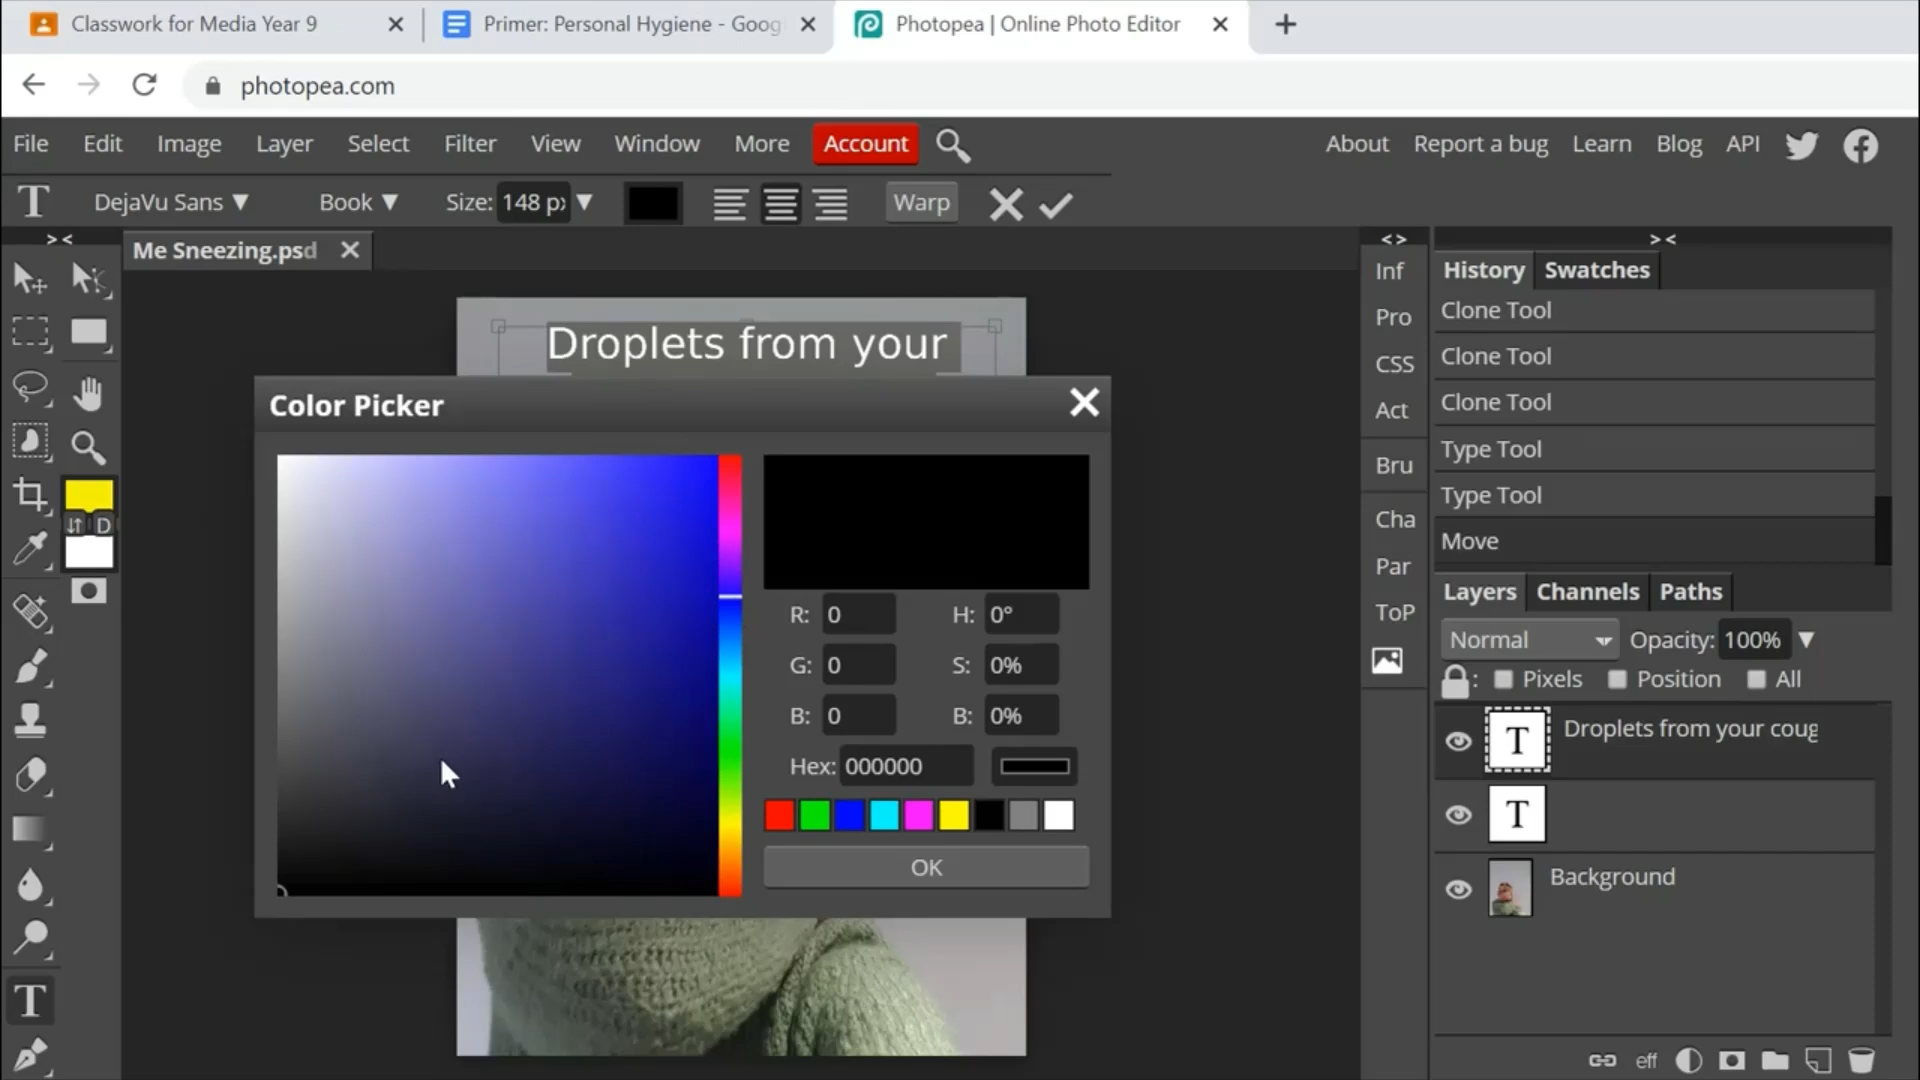 Classwork for Media Year 9
Primer: Personal Hygiene - Goog
Photopea | Online Photo Editor
photopea.com
File Edit Image Layer Select Filter View Window More Account
About Report a bug Learn Blog API
T DejaVu Sans ▼ Book ▼ Size: 148 px ▼ Warp
> <
Me Sneezing.psd
< >
> <
Inf
Pro
CSS
Act
Bru
Cha
Par
ToP
History Swatches
Clone Tool
Clone Tool
Clone Tool
Type Tool
Type Tool
Move
Layers Channels Paths
Normal Opacity: 100% ▼
: Pixels Position All
T Droplets from your coug
T
Background
eff
D
T
Droplets from your
Color Picker
R: 0 H: 0°
G: 0 S: 0%
B: 0 B: 0%
Hex: 000000
OK